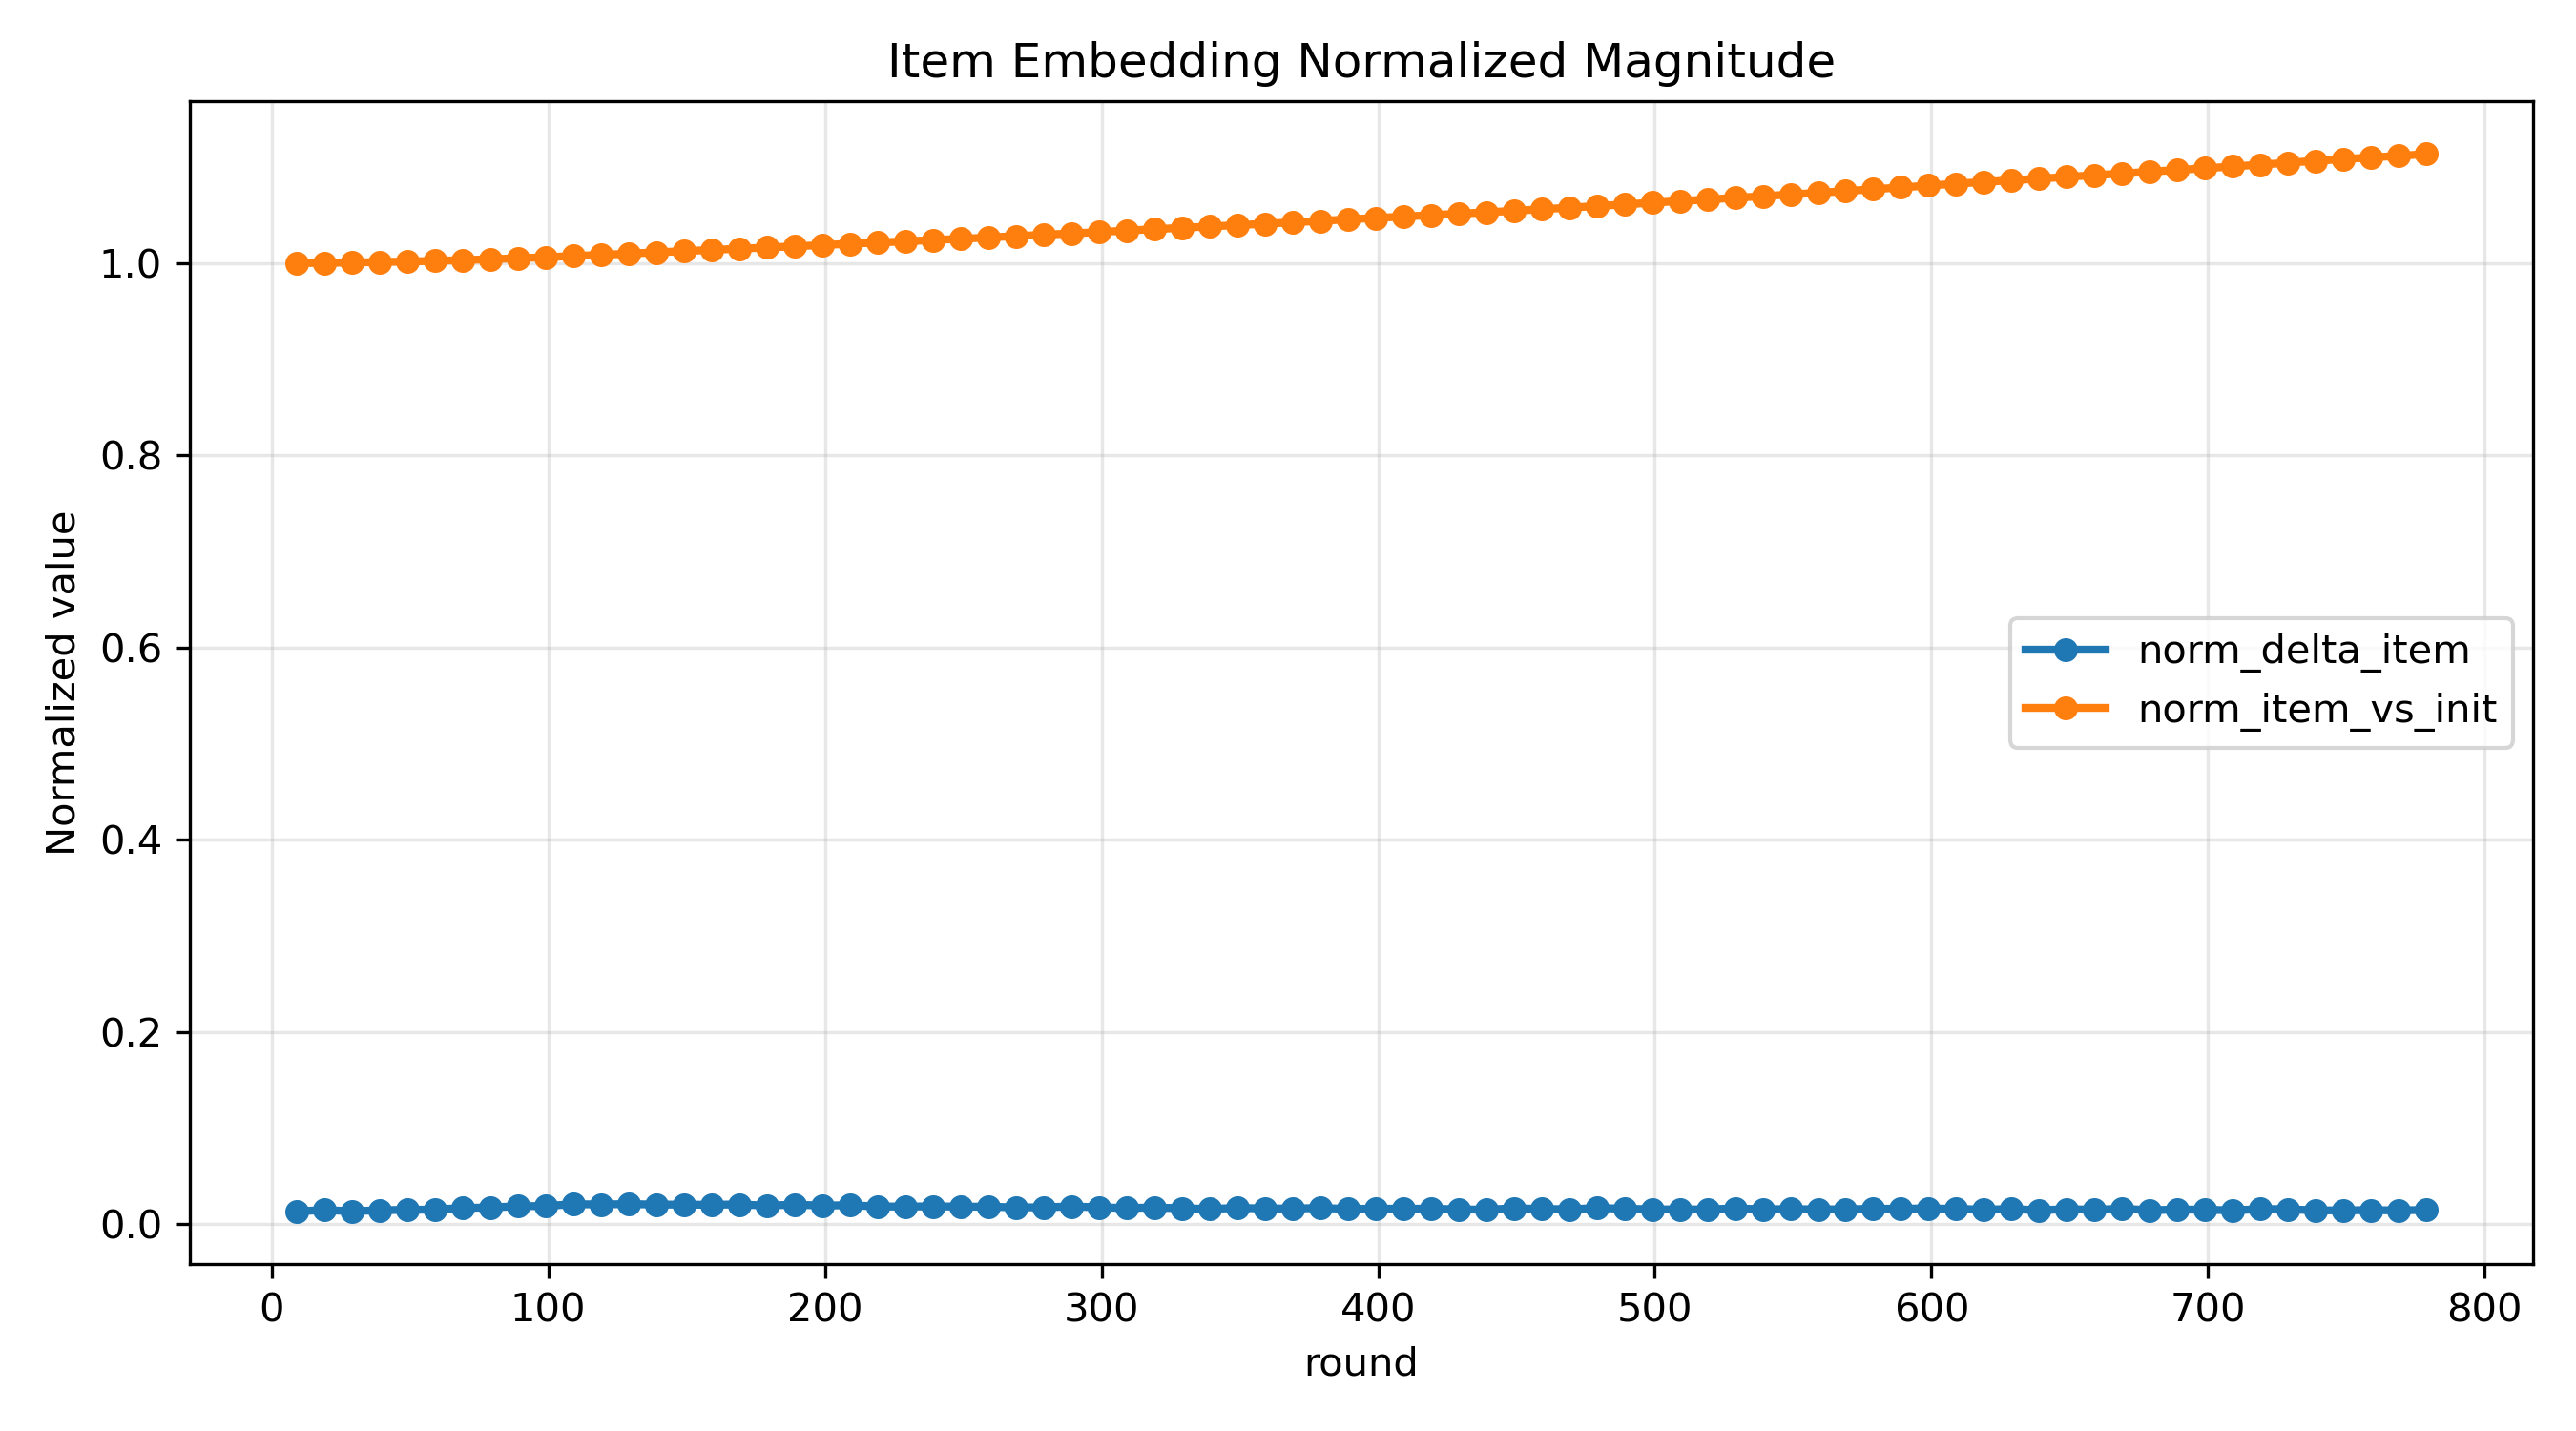 Item Embedding Normalized Magnitude
Normalized value
1.0
0.8
0.6
0.4
0.2
0.0
norm_delta_item
norm_item_vs_init
0 100 200 300 400 500 600 700 800
round